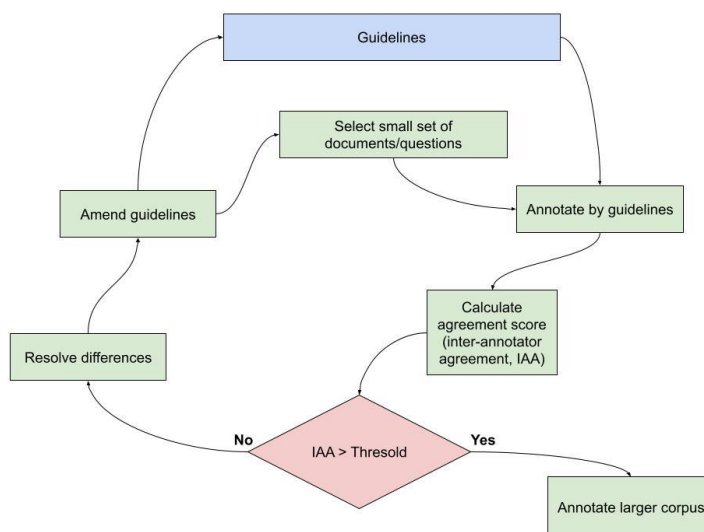 Guidelines
Select small set of
documents/questions
Amend guidelines
Annotate by guidelines
Calculate
agreement score
(inter-annotator
agreement, IAA)
Resolve differences
No
IAA > Thresold
Yes
Annotate larger corpus